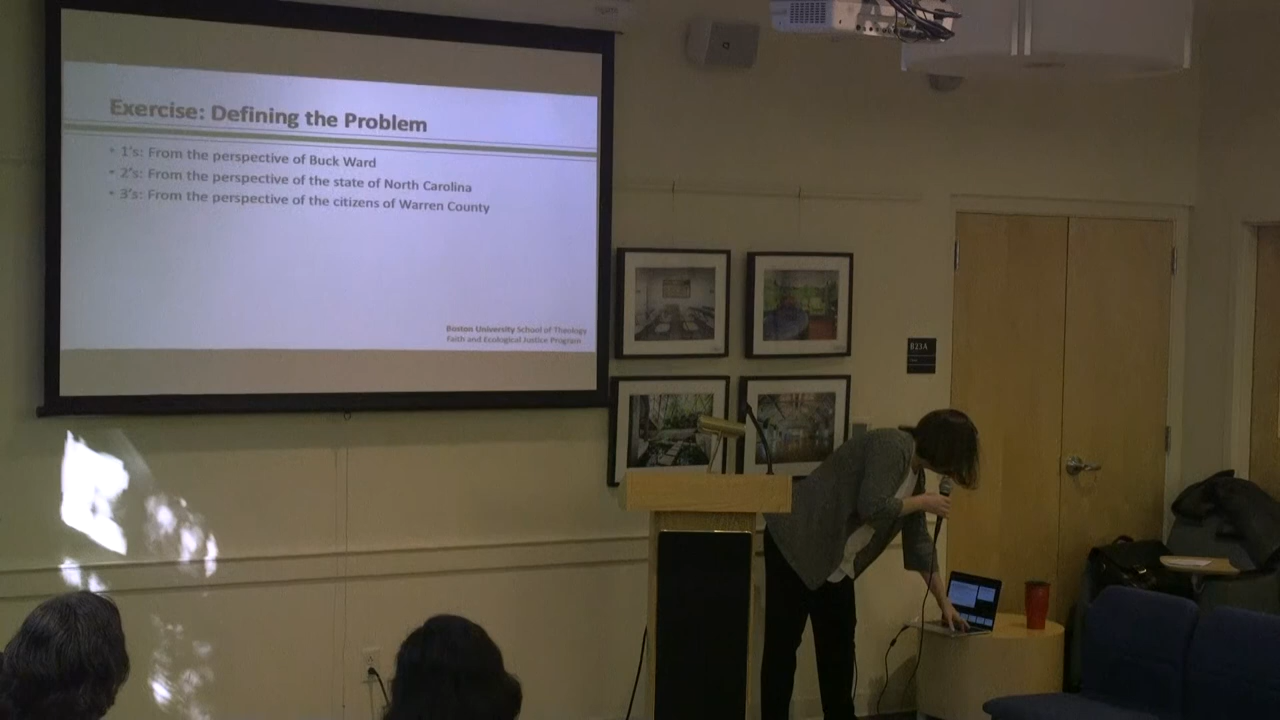 Exercise: Defining the Problem
• 1's: From the perspective of Buck Ward
• 2's: From the perspective of the state of North Carolina
• 3's: From the perspective of the citizens of Warren County
Boston University School of Theology
Faith and Ecological Justice Program
B23A